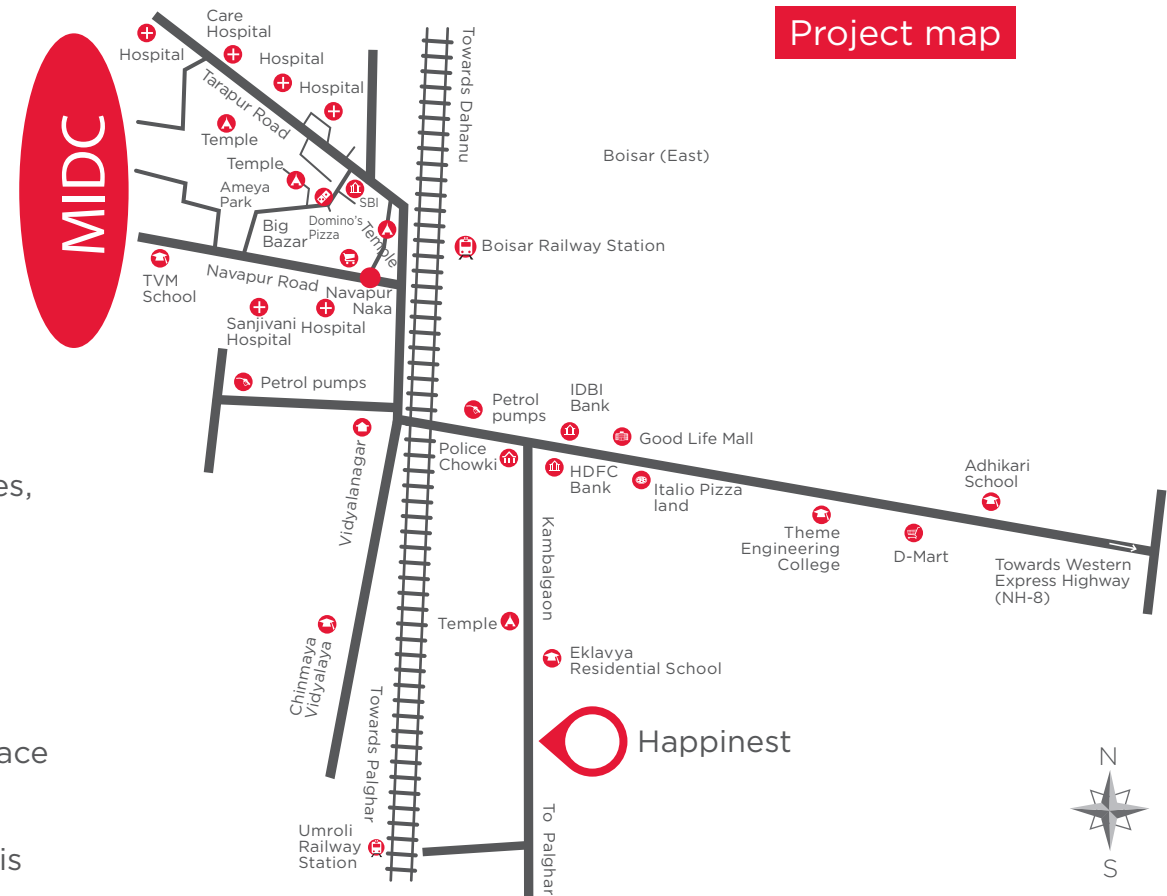 Project map
Care
Hospital
Hospital
Hospital
Hospital
Tarapur Road
Towards Dahanu
MIDC
Temple
Boisar (East)
Temple
Ameya
Park
SBI
Domino's
Pizza
Big
Bazar
Temple
Boisar Railway Station
TVM
School
Navapur Road
Navapur
Naka
Sanjivani
Hospital
Hospital
Petrol pumps
Petrol
pumps
IDBI
Bank
Good Life Mall
Police
Chowki
HDFC
Bank
Italio Pizza
land
Adhikari
School
es,
Vidyalanagar
Kambalgaon
Theme
Engineering
College
D-Mart
Towards Western
Express Highway
(NH-8)
Temple
Eklavya
Residential School
Chinmaya
Vidyalaya
Towards Palghar
Happinest
ace
N
To Palghar
Umroli
Railway
Station
is
S